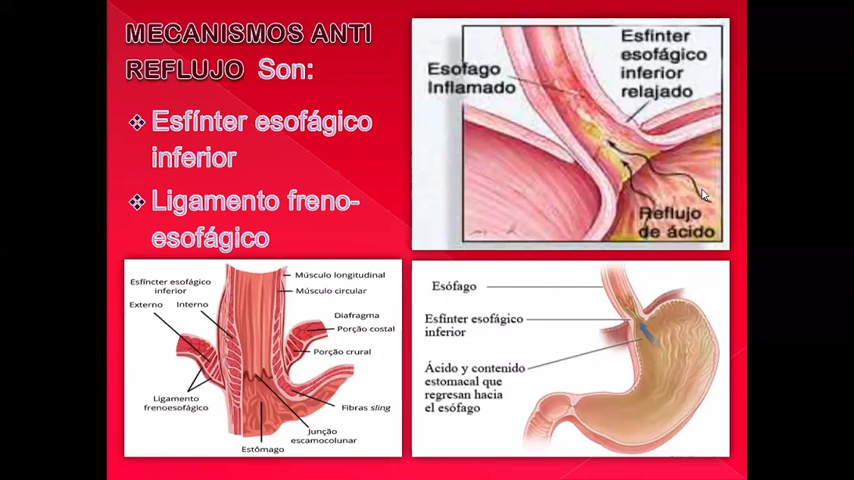 MECANISMOS ANTI
REFLUJO Son:
Esfínter esofágico
inferior
Ligamento freno-
esofágico
Esofago
Inflamado
Esfinter
esofágico
inferior
relajado
Reflujo
de ácido
Esfíncter esofágico
inferior
Externo
Interno
Músculo longitudinal
Músculo circular
Diafragma
Porção costal
Porção crural
Ligamento
frenoesofágico
Fibras sling
Junção
escamocolunar
Estômago
Esófago
Esfínter esofágico
inferior
Ácido y contenido
estomacal que
regresan hacia
el esófago